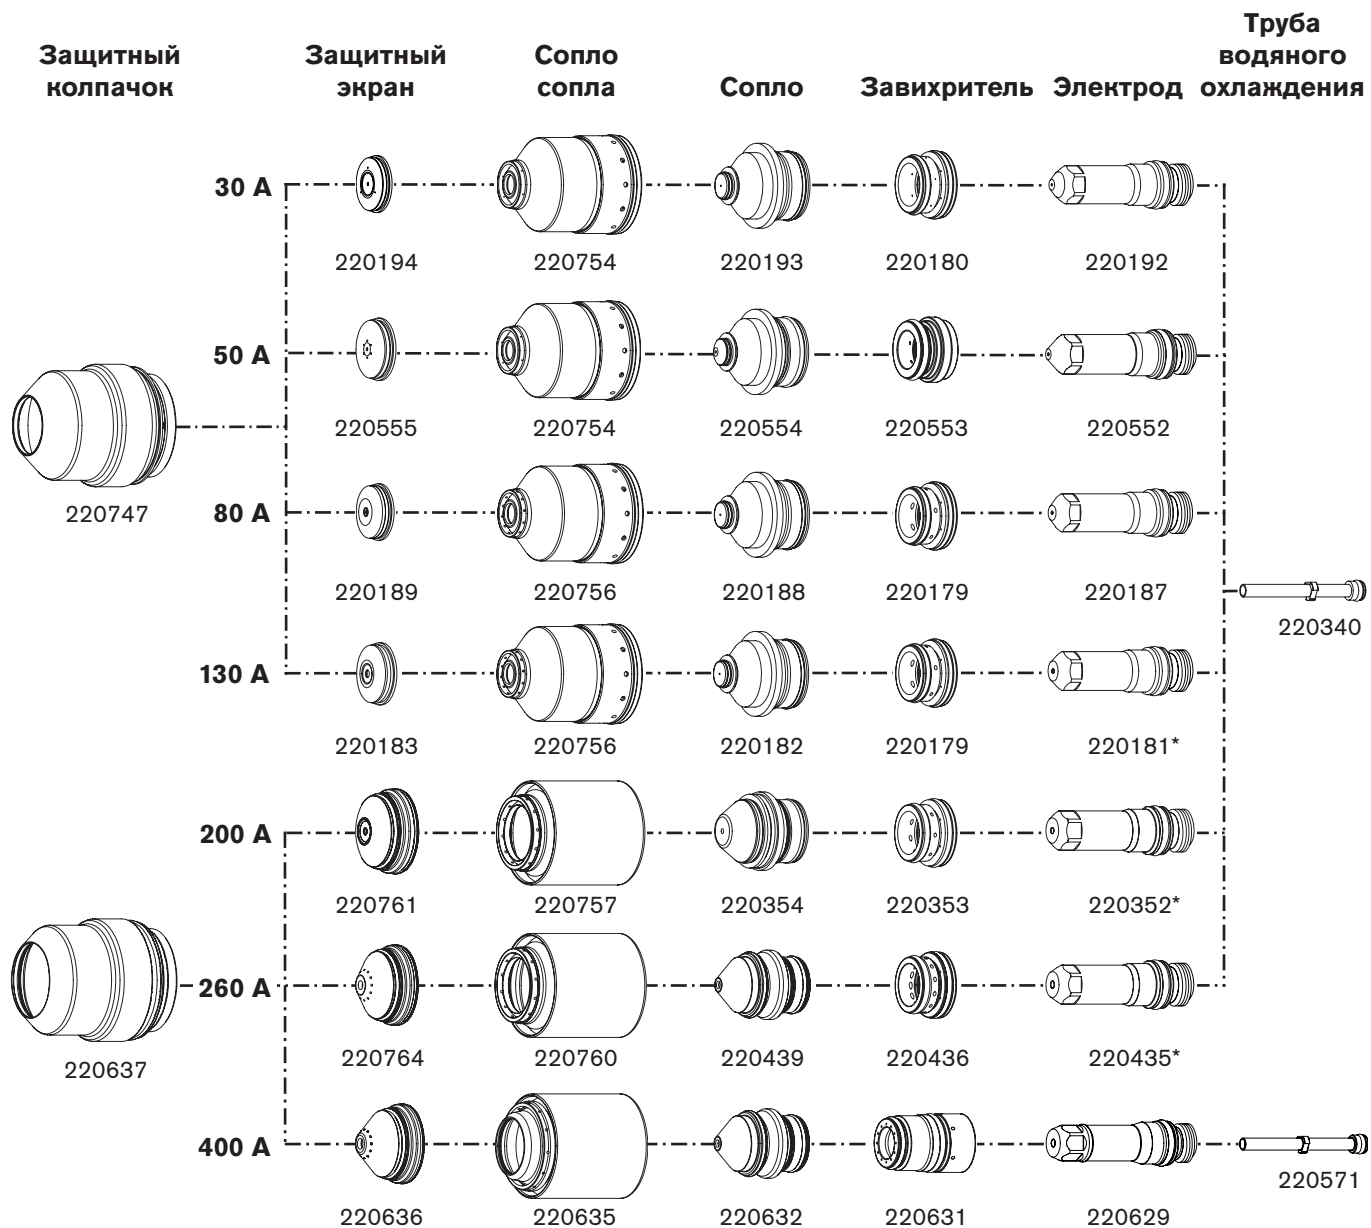 Защитный колпачок
Защитный экран
Сопло сопла
Сопло
Завихритель
Электрод
Труба водяного охлаждения
30 А
220194 220754 220193 220180 220192
50 А
220555 220754 220554 220553 220552
220747
80 А
220189 220756 220188 220179 220187
220340
130 А
220183 220756 220182 220179 220181*
200 А
220761 220757 220354 220353 220352*
260 А
220637
220764 220760 220439 220436 220435*
400 А
220571
220636 220635 220632 220631 220629